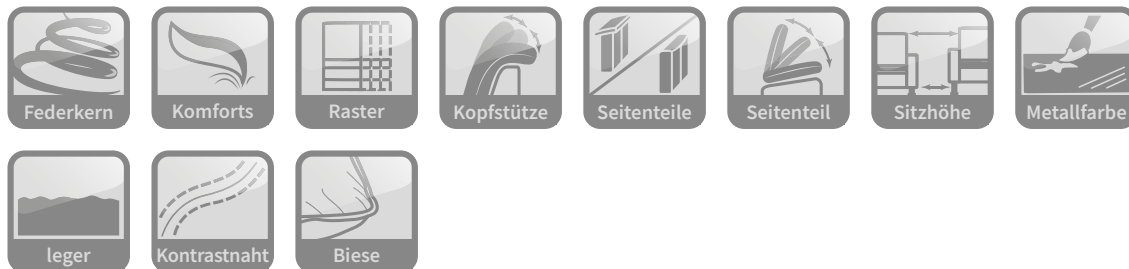 Federkern
Komforts
Raster
Kopfstütze
Seitenteile
Seitenteil
Sitzhöhe
Metallfarbe
leger
Kontrastnaht
Biese